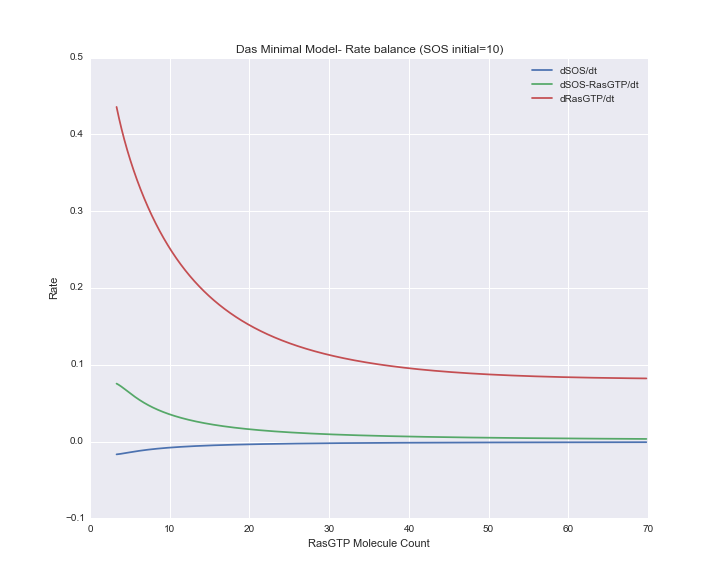 Das Minimal Model- Rate balance (SOS initial=10)
0.5
0.4
0.3
0.2
0.1
0.0
−0.1
Rate
dSOS/dt
dSOS-RasGTP/dt
dRasGTP/dt
0 10 20 30 40 50 60 70
RasGTP Molecule Count